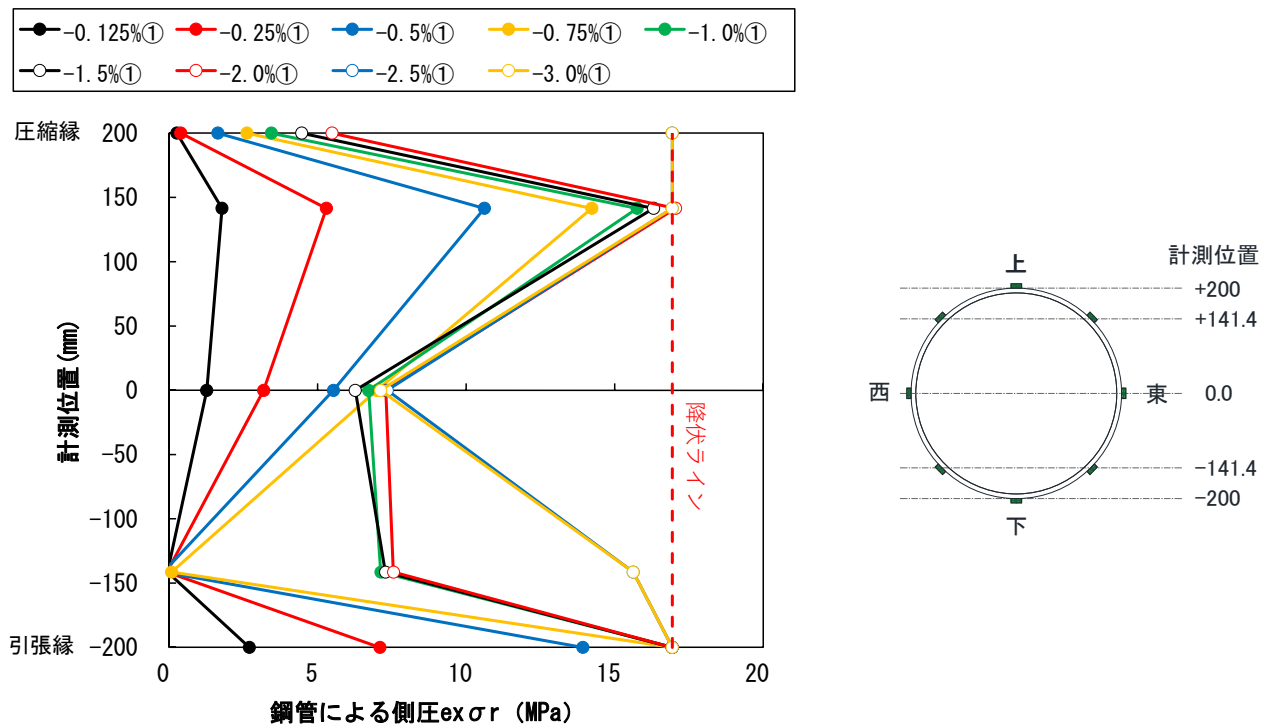 -0.125%① -0.25%① -0.5%① -0.75%① -1.0%①
-1.5%① -2.0%① -2.5%① -3.0%①
圧縮縁 200
150
100
50
0
-50
-100
-150
引張縁 -200
計測位置(mm)
0 5 10 15 20
鋼管による側圧exσr (MPa)
降伏ライン
計測位置
上
+200
+141.4
西 東 0.0
-141.4
-200
下